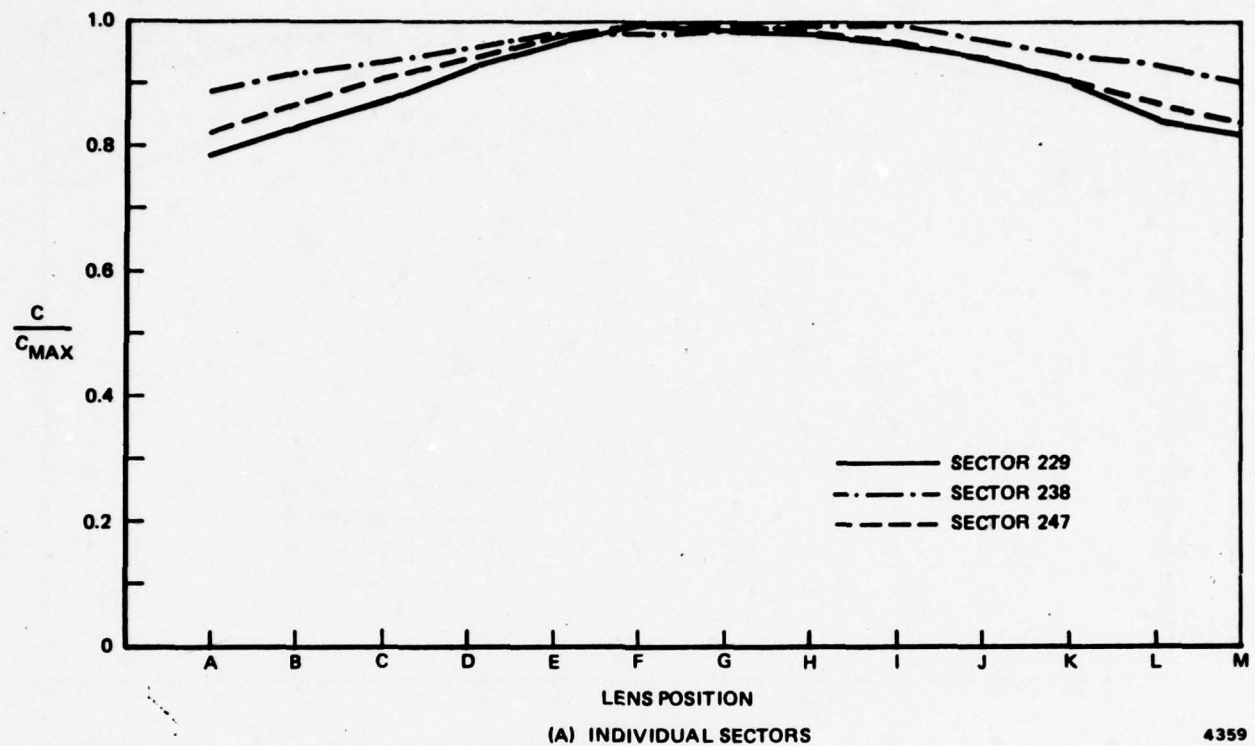 1.0
0.8
0.6
C
C MAX
0.4
0.2
0
SECTOR 229
SECTOR 238
SECTOR 247
A B C D E F G H I J K L M
LENS POSITION
(A) INDIVIDUAL SECTORS
4359